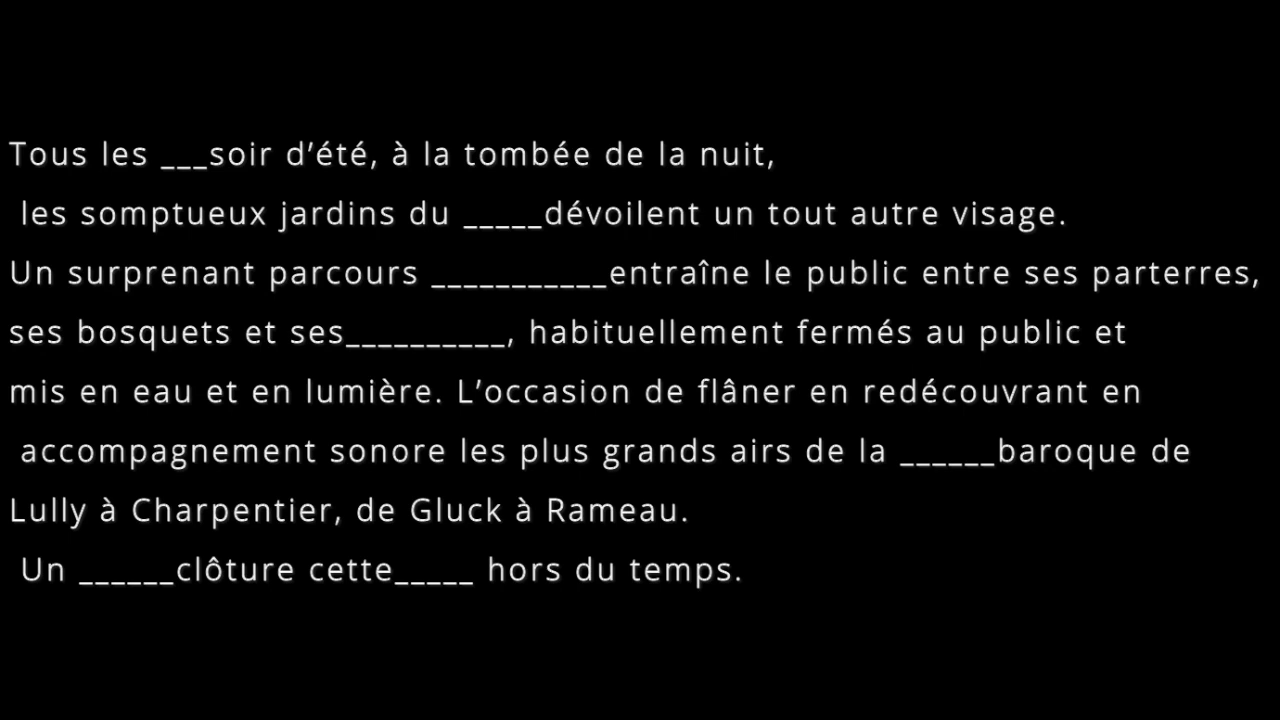 Tous les ___soir d’été, à la tombée de la nuit,
les somptueux jardins du _____dévoilent un tout autre visage.
Un surprenant parcours ___________entraîne le public entre ses parterres,
ses bosquets et ses__________, habituellement fermés au public et
mis en eau et en lumière. L’occasion de flâner en redécouvrant en
accompagnement sonore les plus grands airs de la ______baroque de
Lully à Charpentier, de Gluck à Rameau.
Un ______clôture cette_____ hors du temps.